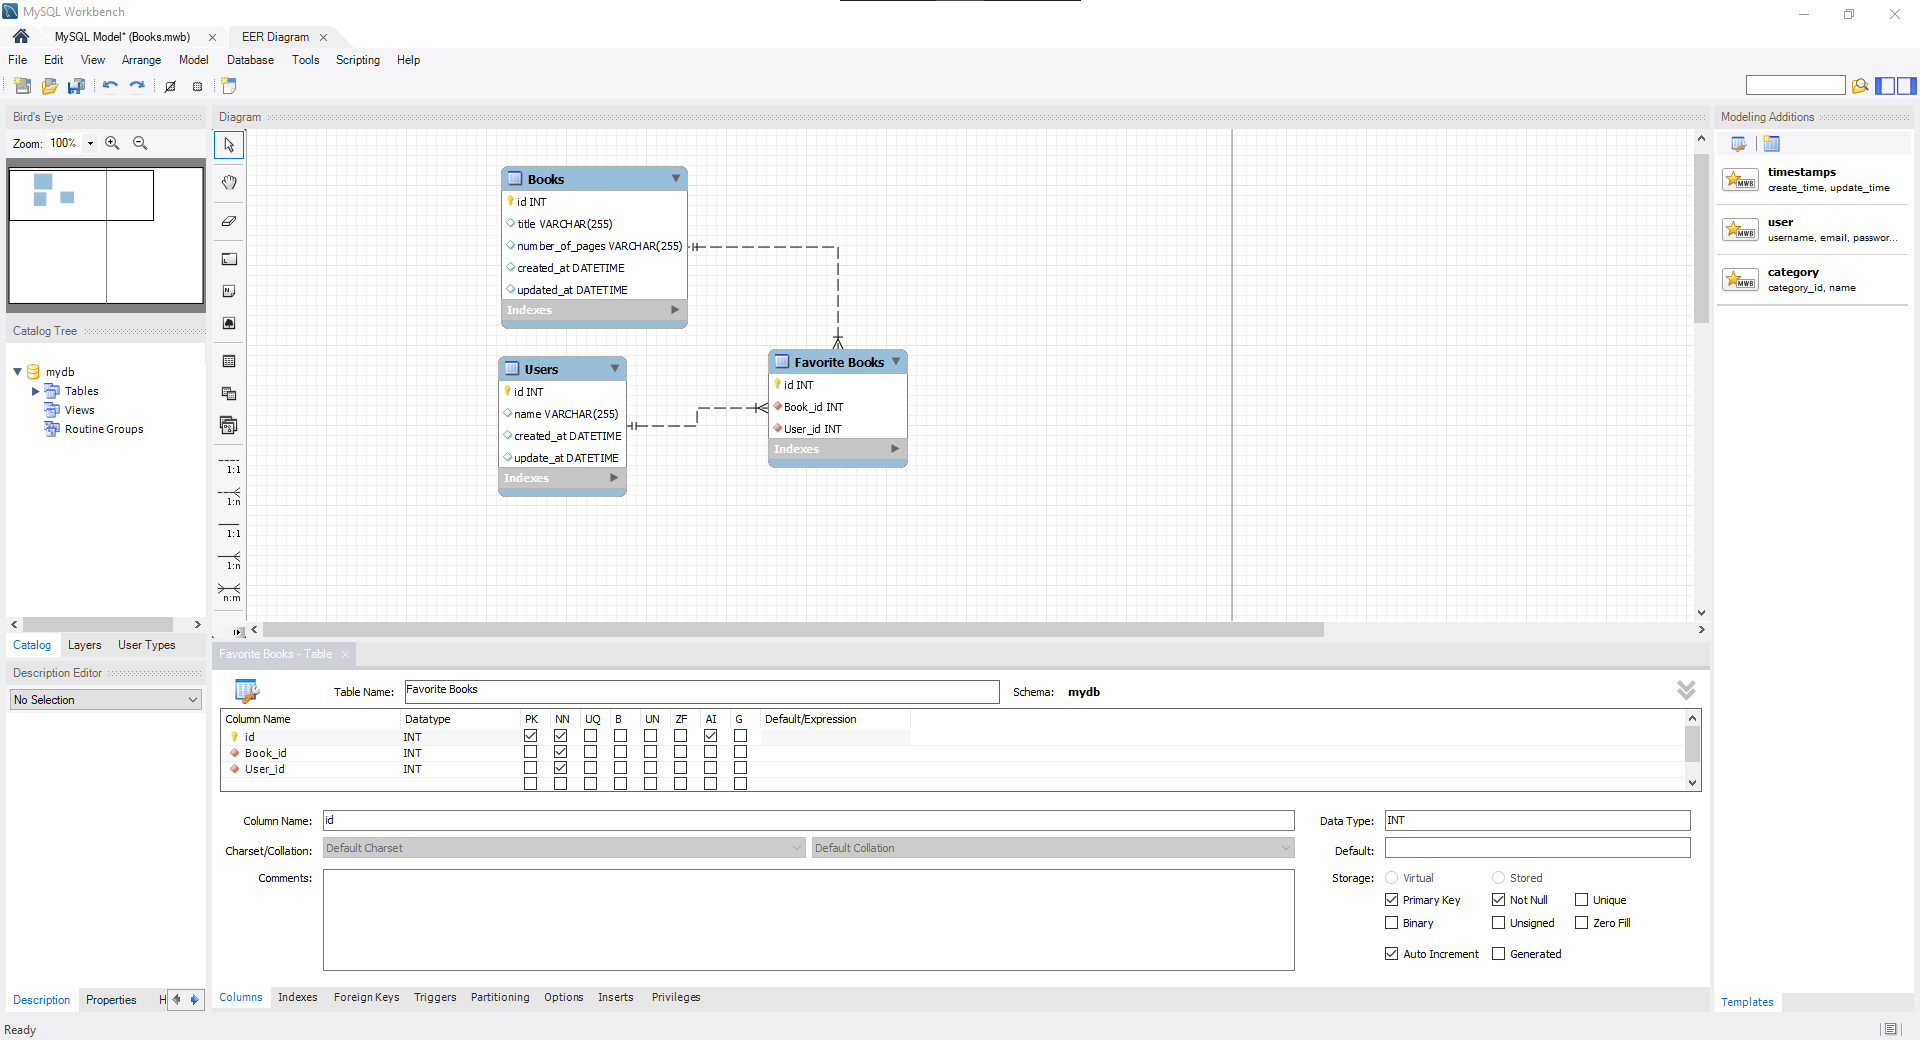 MySQL Workbench
MySQL Model* (Books.mwb)
EER Diagram
File Edit View Arrange Model Database Tools Scripting Help
Bird's Eye
Zoom: 100%
Catalog Tree
mydb
Tables
Views
Routine Groups
Catalog Layers User Types
Description Editor
No Selection
Description Properties H
Ready
Diagram
1:1
1:n
1:1
1:n
n:m
Books
id INT
title VARCHAR(255)
number_of_pages VARCHAR(255)
created_at DATETIME
updated_at DATETIME
Indexes
Users
id INT
name VARCHAR(255)
created_at DATETIME
update_at DATETIME
Indexes
Favorite Books
id INT
Book_id INT
User_id INT
Indexes
Modeling Additions
MWB
timestamps
create_time, update_time
MWB
user
username, email, passwor...
MWB
category
category_id, name
Templates
Favorite Books - Table
Table Name: Favorite Books Schema: mydb
Column Name Datatype PK NN UQ B UN ZF AI G Default/Expression
id INT
Book_id INT
User_id INT
Column Name: id Data Type: INT
Charset/Collation: Default Charset Default Collation Default:
Comments:
Storage: Virtual Stored
Primary Key Not Null Unique
Binary Unsigned Zero Fill
Auto Increment Generated
Columns Indexes Foreign Keys Triggers Partitioning Options Inserts Privileges